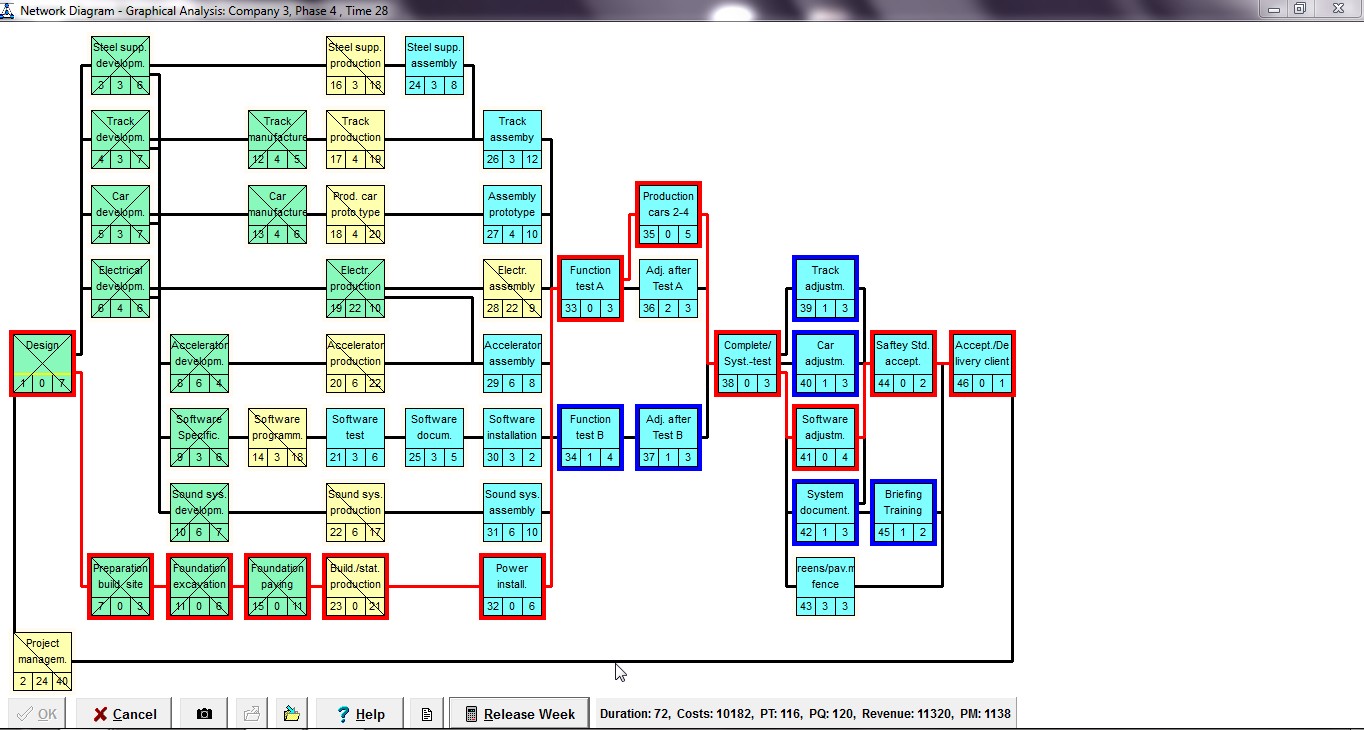 Network Diagram - Graphical Analysis: Company 3, Phase 4 , Time 28
Steel supp.
developm.
3 3 6
Steel supp.
production
16 3 18
Steel supp.
assembly
24 3 8
Track
developm.
4 3 7
Track
manufacture
12 4 5
Track
production
17 4 19
Track
assemby
26 3 12
Car
developm.
5 3 7
Car
manufacture
13 4 6
Prod. car
proto.type
18 4 20
Assembly
prototype
27 4 10
Production
cars 2-4
35 0 5
Electrical
developm.
6 4 6
Electr.
production
19 22 10
Electr.
assembly
28 22 9
Function
test A
33 0 3
Adj. after
Test A
36 2 3
Track
adjustm.
39 1 3
Design
1 0 7
Accelerator
developm.
8 6 4
Accelerator
production
20 6 22
Accelerator
assembly
29 6 8
Complete/
Syst.-test
38 0 3
Car
adjustm.
40 1 3
Saftey Std.
accept.
44 0 2
Accept./De
livery client
46 0 1
Software
Specific.
9 3 6
Software
programm.
14 3 18
Software
test
21 3 6
Software
docum.
25 3 5
Software
installation
30 3 2
Function
test B
34 1 4
Adj. after
Test B
37 1 3
Software
adjustm.
41 0 4
Sound sys.
developm.
10 6 7
Sound sys.
production
22 6 17
Sound sys.
assembly
31 6 10
System
document.
42 1 3
Briefing
Training
45 1 2
Preparation
build. site
7 0 3
Foundation
excavation
11 0 6
Foundation
paving
15 0 11
Build./stat.
production
23 0 21
Power
install.
32 0 6
reens/pav.m
fence
43 3 3
Project
managem.
2 24 40
OK
Cancel
Help
Release Week
Duration: 72, Costs: 10182, PT: 116, PQ: 120, Revenue: 11320, PM: 1138